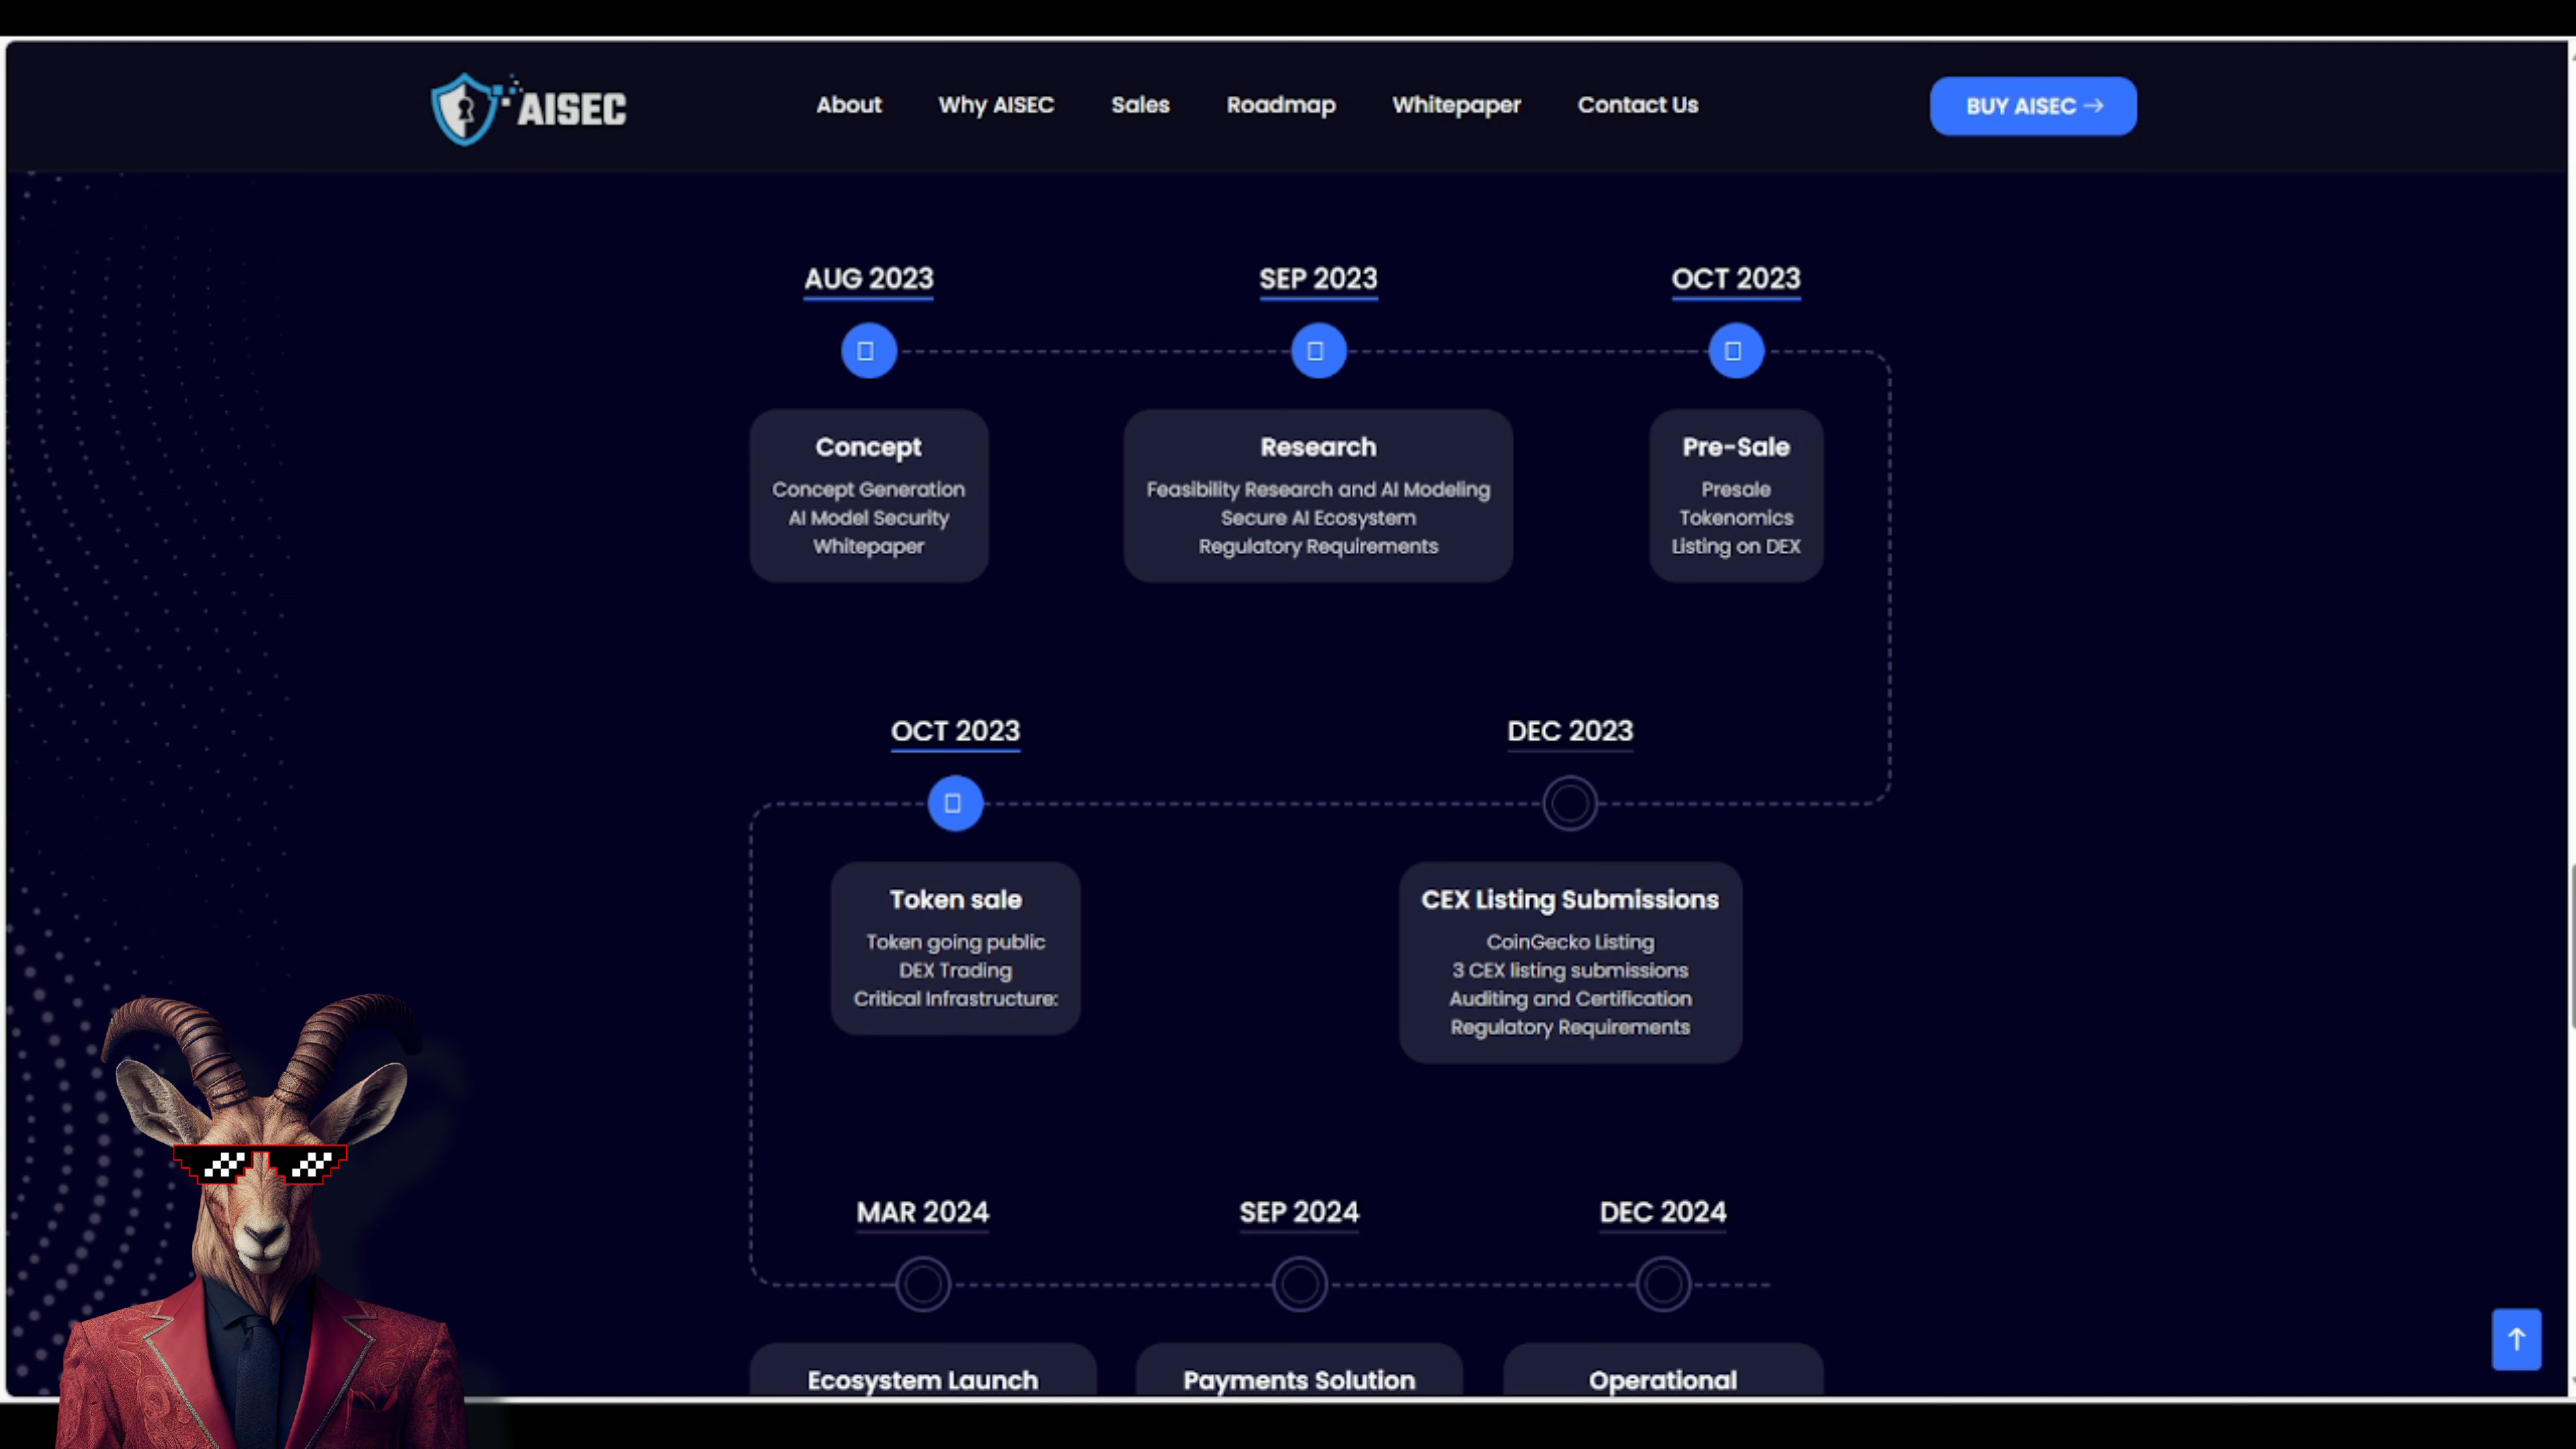 AISEC
About
Why AISEC
Sales
Roadmap
Whitepaper
Contact Us
BUY AISEC →
AUG 2023
SEP 2023
OCT 2023
Concept
Concept Generation
AI Model Security
Whitepaper
Research
Feasibility Research and AI Modeling
Secure AI Ecosystem
Regulatory Requirements
Pre-Sale
Presale
Tokenomics
Listing on DEX
OCT 2023
DEC 2023
Token sale
Token going public
DEX Trading
Critical Infrastructure:
CEX Listing Submissions
CoinGecko Listing
3 CEX listing submissions
Auditing and Certification
Regulatory Requirements
MAR 2024
SEP 2024
DEC 2024
Ecosystem Launch
Payments Solution
Operational